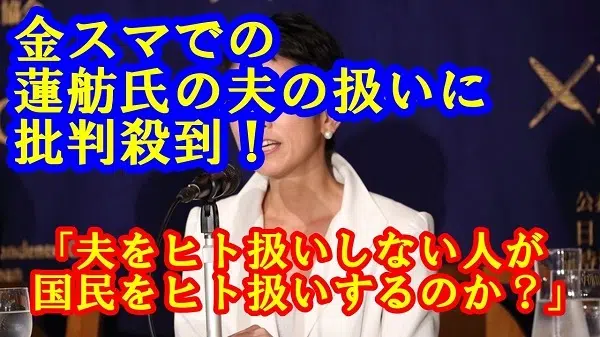 金スマでの
蓮舫氏の夫の扱いに
批判殺到！
「夫をヒト扱いしない人が
国民をヒト扱いするのか？」